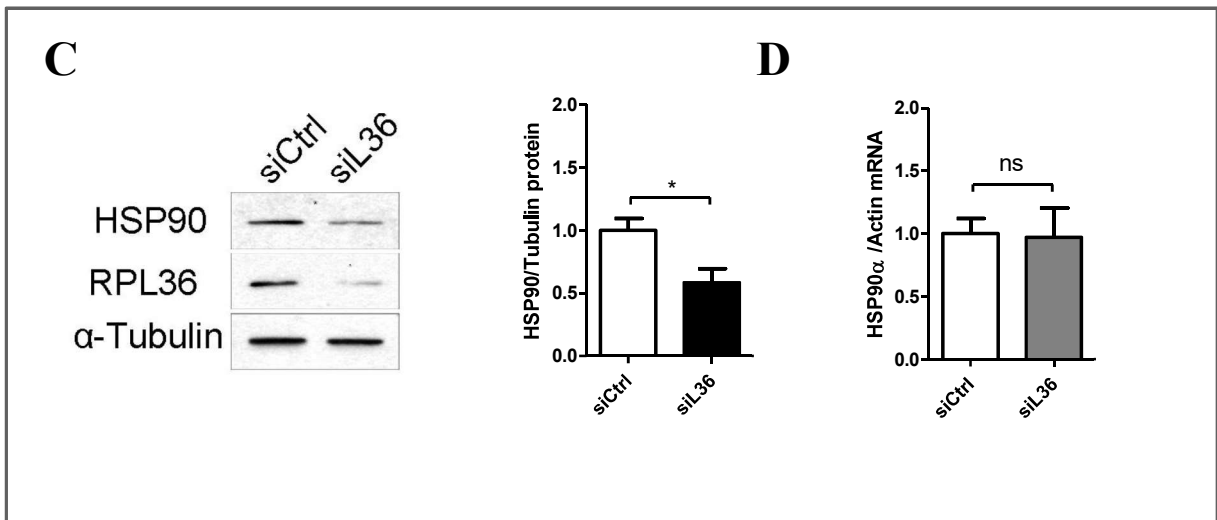 C
siCtrl siL36
HSP90
RPL36
α-Tubulin
HSP90/Tubulin protein
2.0
1.5
1.0
0.5
0.0
*
siCtrl
siL36
D
HSP90α /Actin mRNA
2.0
1.5
1.0
0.5
0.0
ns
siCtrl
siL36